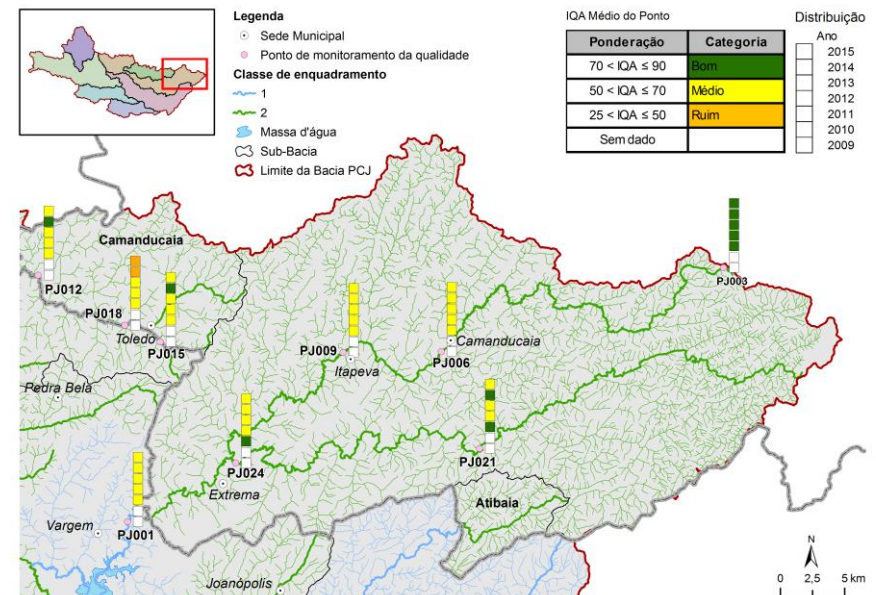 Legenda
Sede Municipal
Ponto de monitoramento da qualidade
Classe de enquadramento
1
2
Massa d'água
Sub-Bacia
Limite da Bacia PCJ
IQA Médio do Ponto
Ponderação Categoria
70 < IQA ≤ 90 Bom
50 < IQA ≤ 70 Médio
25 < IQA ≤ 50 Ruim
Sem dado
Distribuição
Ano
2015
2014
2013
2012
2011
2010
2009
Camanducaia
PJ012
PJ018
Toledo
PJ015
PJ003
PJ009
Itapeva
Camanducaia
PJ006
Pedra Bela
PJ024
Extrema
PJ021
Atibaia
Vargem
PJ001
Joanópolis
N
0 2,5 5 km